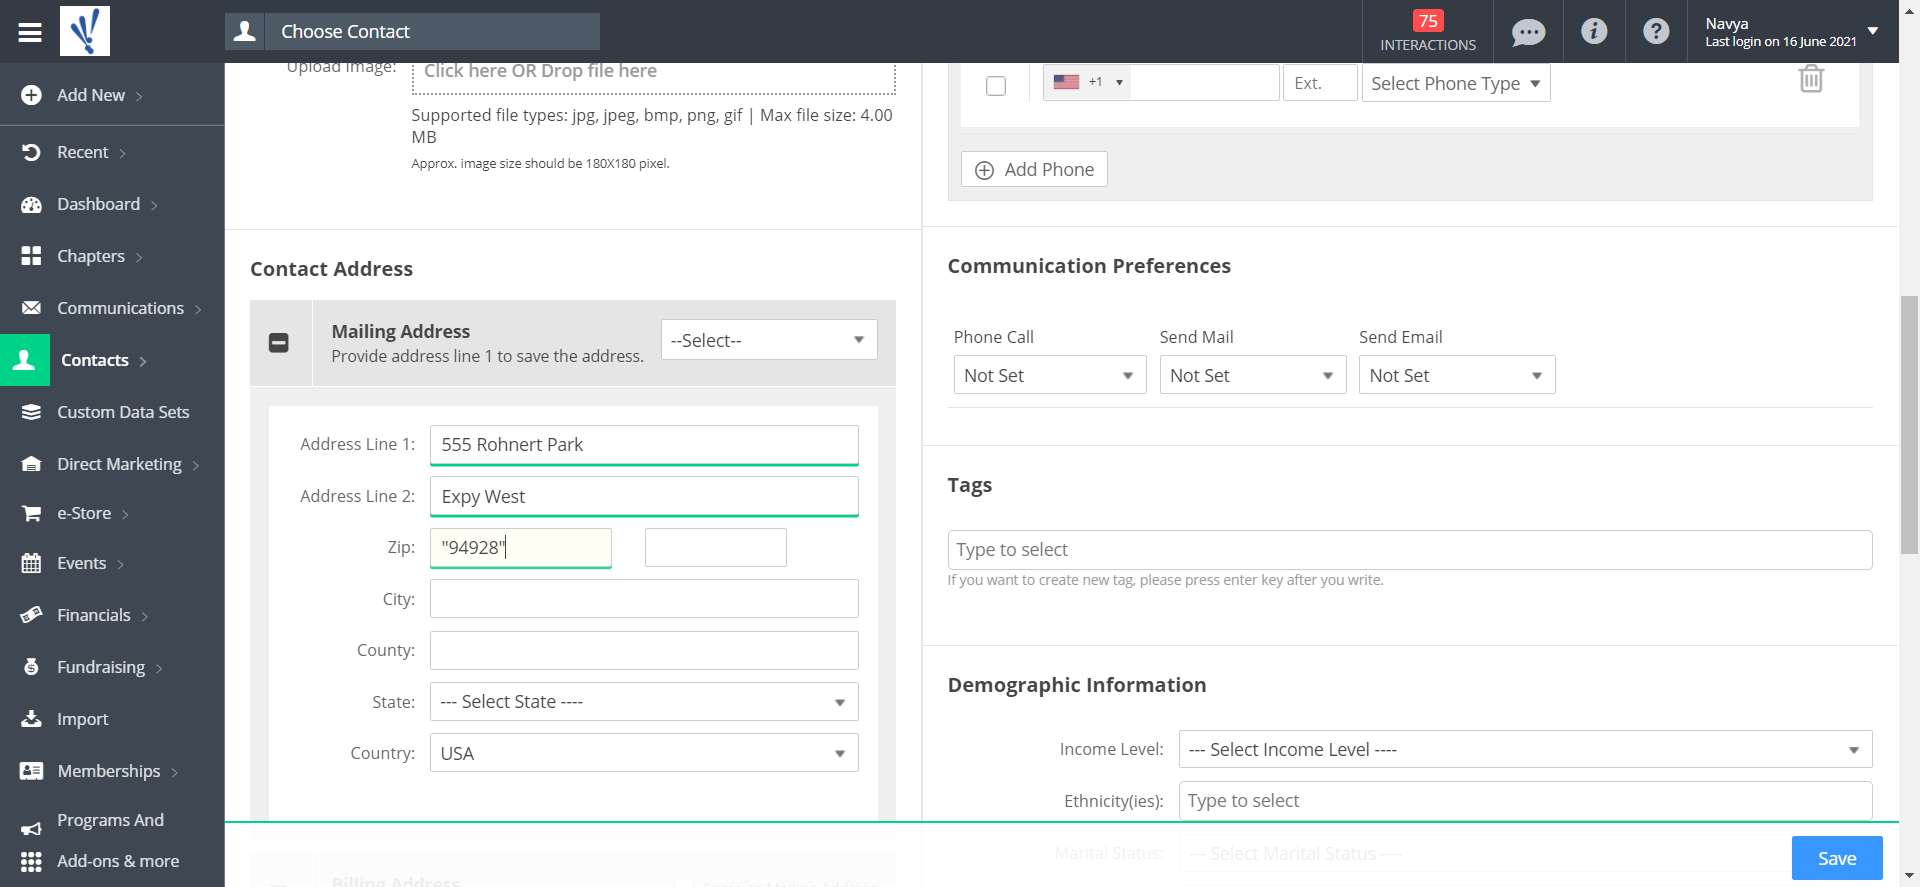 Choose Contact
75
INTERACTIONS
Navya
Last login on 16 June 2021
Add New
Recent
Dashboard
Chapters
Communications
Contacts
Custom Data Sets
Direct Marketing
e-Store
Events
Financials
Fundraising
Import
Memberships
Programs And
Add-ons & more
Upload Image:
Click here OR Drop file here
Supported file types: jpg, jpeg, bmp, png, gif | Max file size: 4.00
MB
Approx. image size should be 180X180 pixel.
Contact Address
Mailing Address
Provide address line 1 to save the address.
--Select--
Address Line 1: 555 Rohnert Park
Address Line 2: Expy West
Zip: "94928"
City:
County:
State: --- Select State ----
Country: USA
Billing Address
Same as Mailing Address
+1
Ext.
Select Phone Type
Add Phone
Communication Preferences
Phone Call Send Mail Send Email
Not Set Not Set Not Set
Tags
Type to select
If you want to create new tag, please press enter key after you write.
Demographic Information
Income Level: --- Select Income Level ----
Ethnicity(ies): Type to select
Marital Status: --- Select Marital Status ----
Save